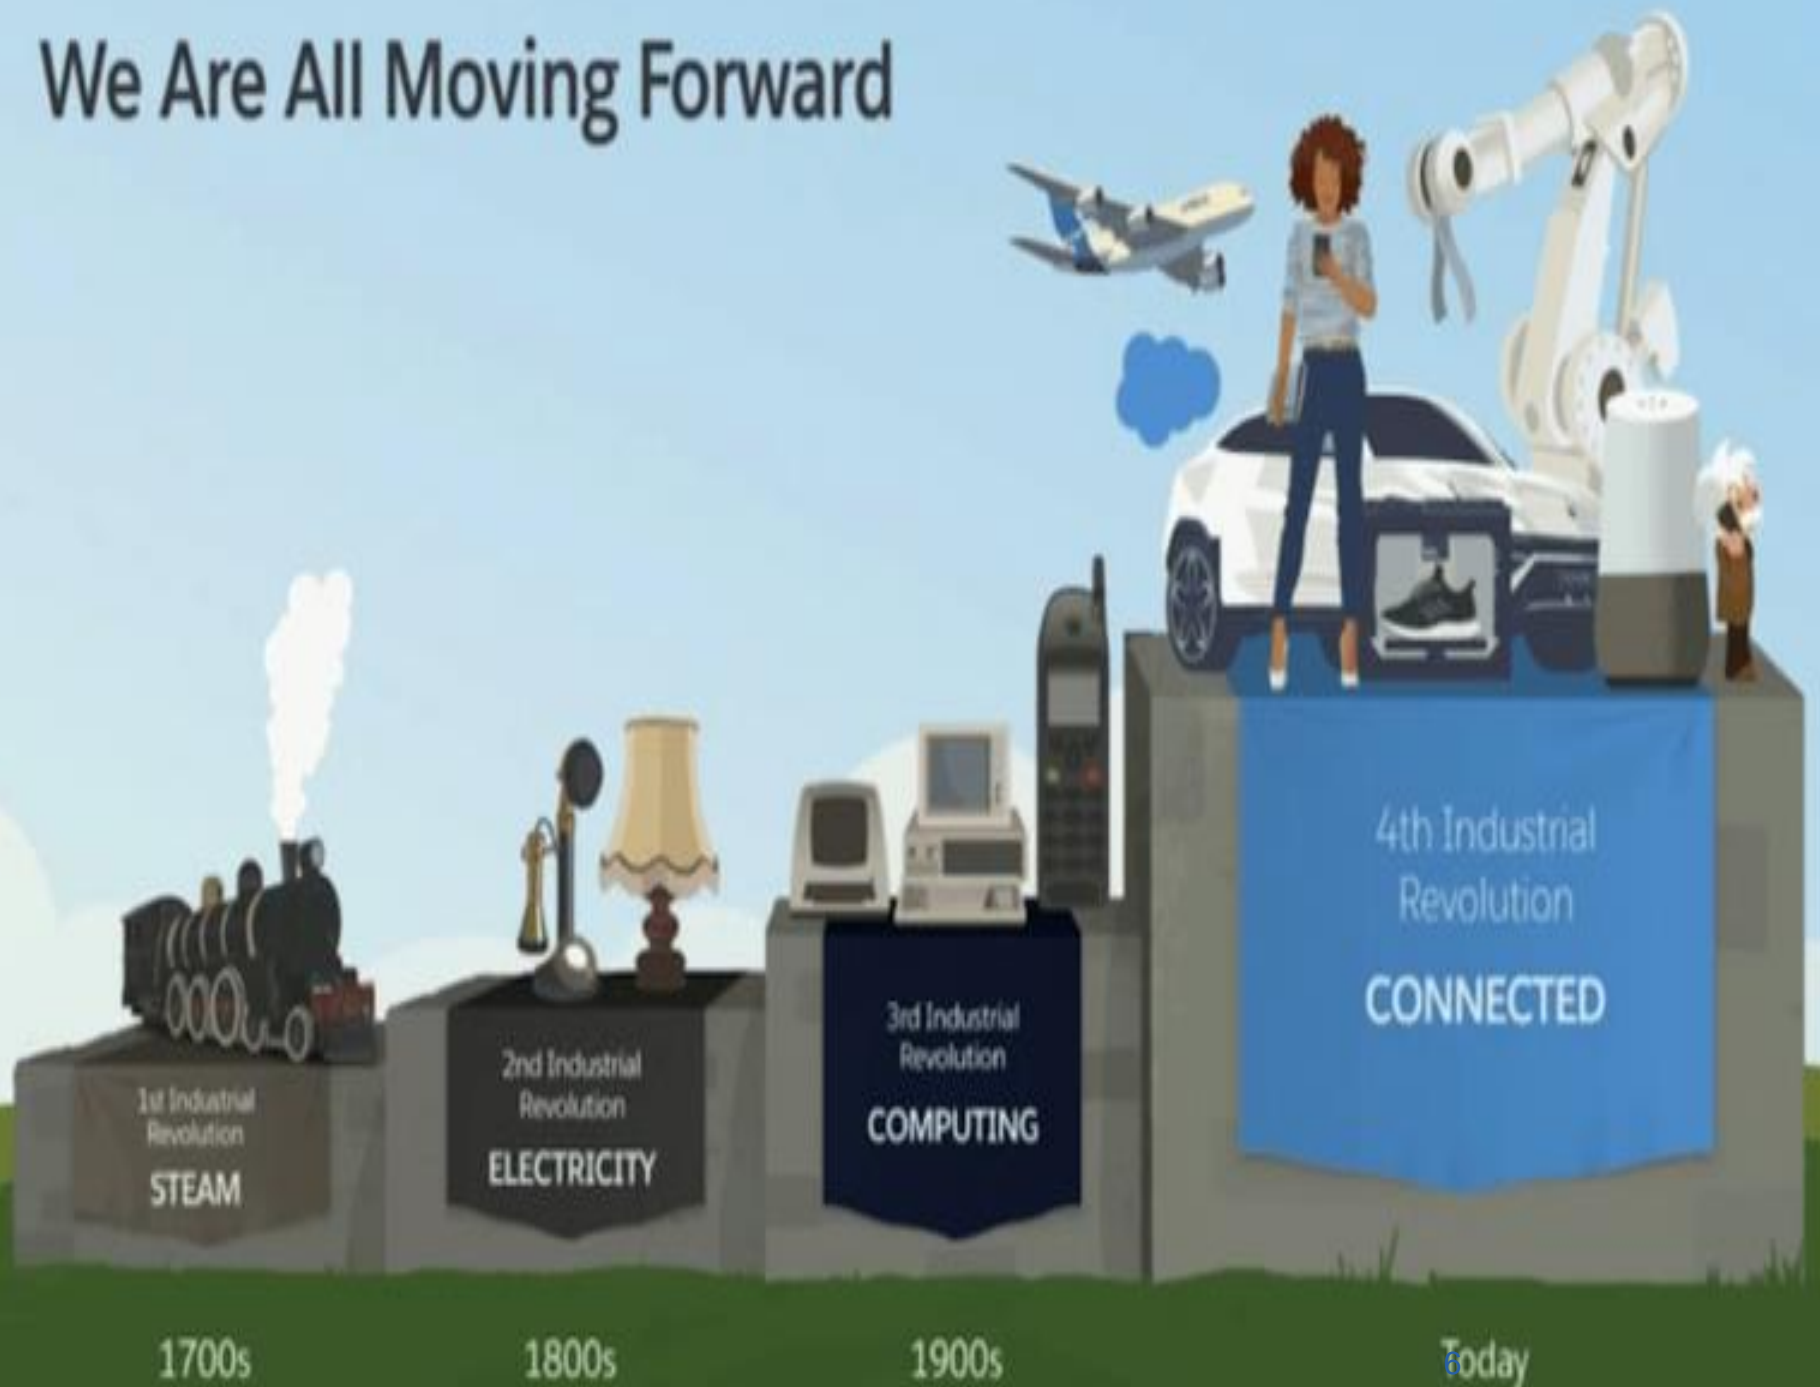 We Are All Moving Forward
1st Industrial
Revolution
STEAM
2nd Industrial
Revolution
ELECTRICITY
3rd Industrial
Revolution
COMPUTING
4th Industrial
Revolution
CONNECTED
1700s
1800s
1900s
Today
6